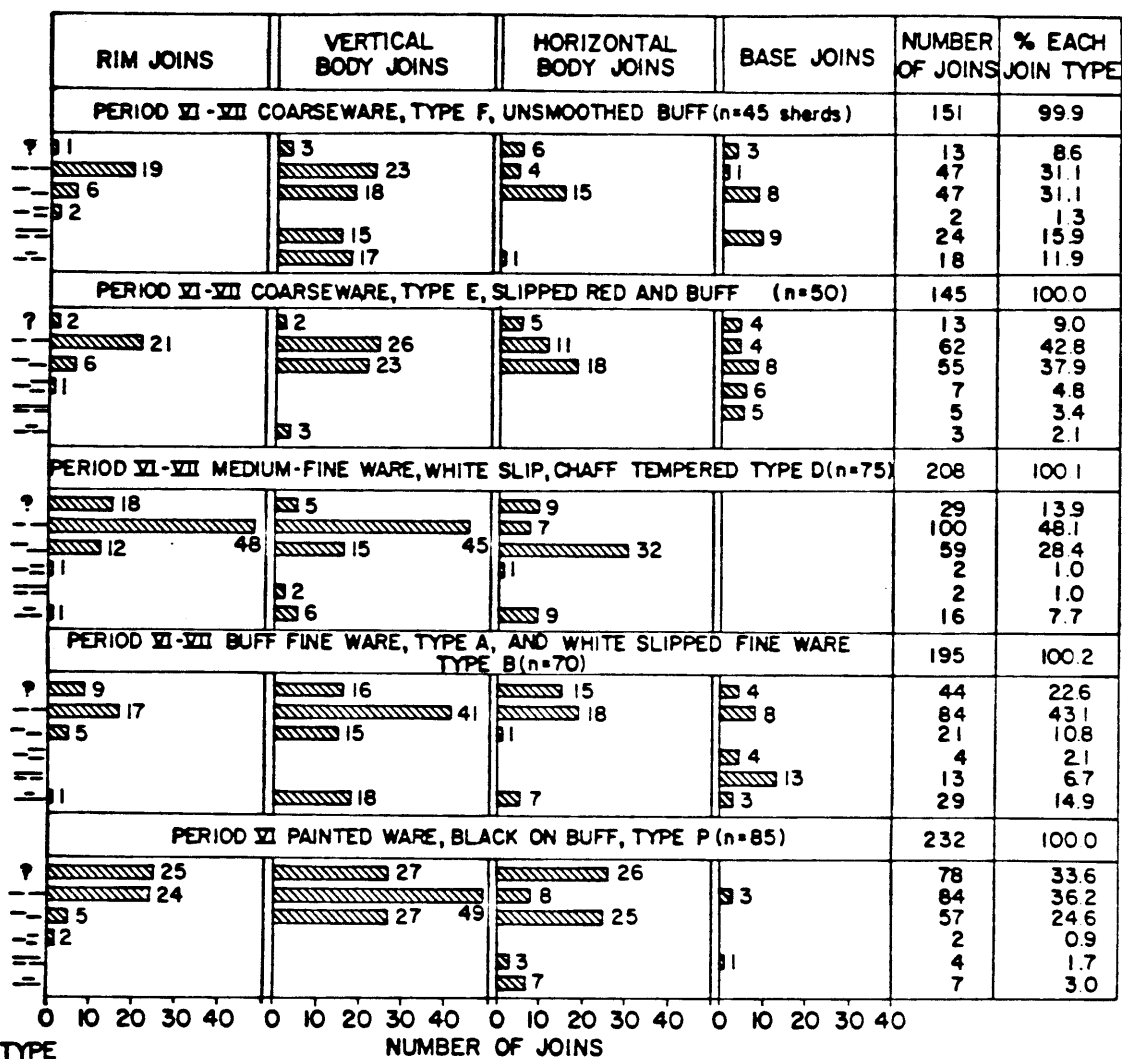 RIM JOINS VERTICAL BODY JOINS HORIZONTAL BODY JOINS BASE JOINS NUMBER OF JOINS % EACH JOIN TYPE
PERIOD VI-VII COARSEWARE, TYPE F, UNSMOOTHED BUFF (n=45 sherds) 151 99.9
? 1 3 6 3 13 8.6
19 23 4 1 47 31.1
6 18 15 8 47 31.1
2 2 1.3
15 9 24 15.9
17 1 18 11.9
PERIOD VI-VII COARSEWARE, TYPE E, SLIPPED RED AND BUFF (n=50) 145 100.0
? 2 2 5 4 13 9.0
21 26 11 4 62 42.8
6 23 18 8 55 37.9
1 6 7 4.8
5 5 3.4
3 3 2.1
PERIOD VI-VII MEDIUM-FINE WARE, WHITE SLIP, CHAFF TEMPERED TYPE D (n=75) 208 100.1
? 18 5 9 29 13.9
48 45 7 100 48.1
12 15 32 59 28.4
1 1 2 1.0
2 2 1.0
1 6 9 16 7.7
PERIOD VI-VII BUFF FINE WARE, TYPE A, AND WHITE SLIPPED FINE WARE
TYPE B (n=70) 195 100.2
? 9 16 15 4 44 22.6
17 41 18 8 84 43.1
5 15 1 21 10.8
4 4 2.1
13 13 6.7
1 18 7 3 29 14.9
PERIOD VI PAINTED WARE, BLACK ON BUFF, TYPE P (n=85) 232 100.0
? 25 27 26 78 33.6
24 49 8 3 84 36.2
5 27 25 57 24.6
2 2 0.9
3 1 4 1.7
7 7 3.0
0 10 20 30 40 0 10 20 30 40 0 10 20 30 40 0 10 20 30 40
TYPE NUMBER OF JOINS